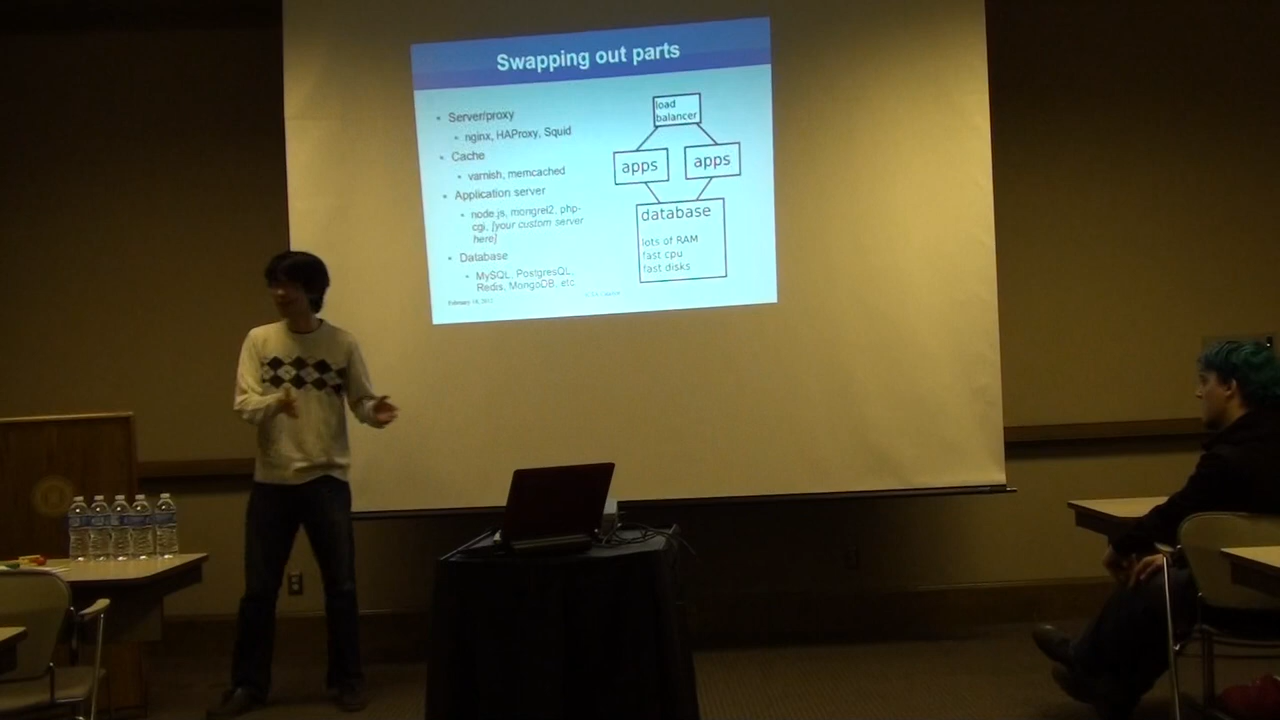 Swapping out parts
Server/proxy
nginx, HAProxy, Squid
Cache
varnish, memcached
Application server
node.js, mongrel2, php-
cgi, [your custom server
here]
Database
MySQL, PostgresQL,
Redis, MongoDB, etc
load
balancer
apps
apps
database
lots of RAM
fast cpu
fast disks